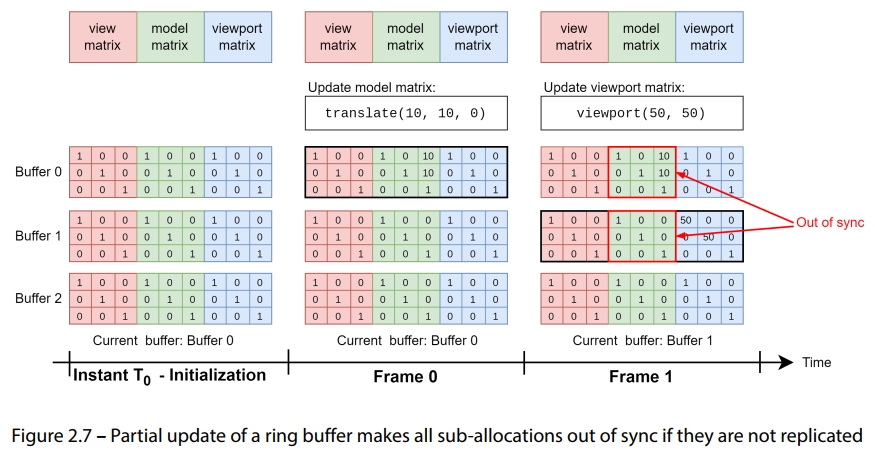 view model viewport view model viewport view model viewport
matrix matrix matrix matrix matrix matrix matrix matrix matrix
Update model matrix: Update viewport matrix:
translate(10, 10, 0) viewport(50, 50)
1 0 0 1 0 0 1 0 0 1 0 0 1 0 10 1 0 0 1 0 0 1 0 10 1 0 0
Buffer 0 0 1 0 0 1 0 0 1 0 0 1 0 0 1 10 0 1 0 0 1 0 0 1 10 0 1 0
0 0 1 0 0 1 0 0 1 0 0 1 0 0 1 0 0 1 0 0 1 0 0 1 0 0 1
Out of sync
1 0 0 1 0 0 1 0 0 1 0 0 1 0 0 1 0 0 1 0 0 1 0 0 50 0 0
Buffer 1 0 1 0 0 1 0 0 1 0 0 1 0 0 1 0 0 1 0 0 1 0 0 1 0 0 50 0
0 0 1 0 0 1 0 0 1 0 0 1 0 0 1 0 0 1 0 0 1 0 0 1 0 0 1
1 0 0 1 0 0 1 0 0 1 0 0 1 0 0 1 0 0 1 0 0 1 0 0 1 0 0
Buffer 2 0 1 0 0 1 0 0 1 0 0 1 0 0 1 0 0 1 0 0 1 0 0 1 0 0 1 0
0 0 1 0 0 1 0 0 1 0 0 1 0 0 1 0 0 1 0 0 1 0 0 1 0 0 1
Current buffer: Buffer 0 Current buffer: Buffer 0 Current buffer: Buffer 1
Time
Instant T0 - Initialization Frame 0 Frame 1
Figure 2.7 – Partial update of a ring buffer makes all sub-allocations out of sync if they are not replicated